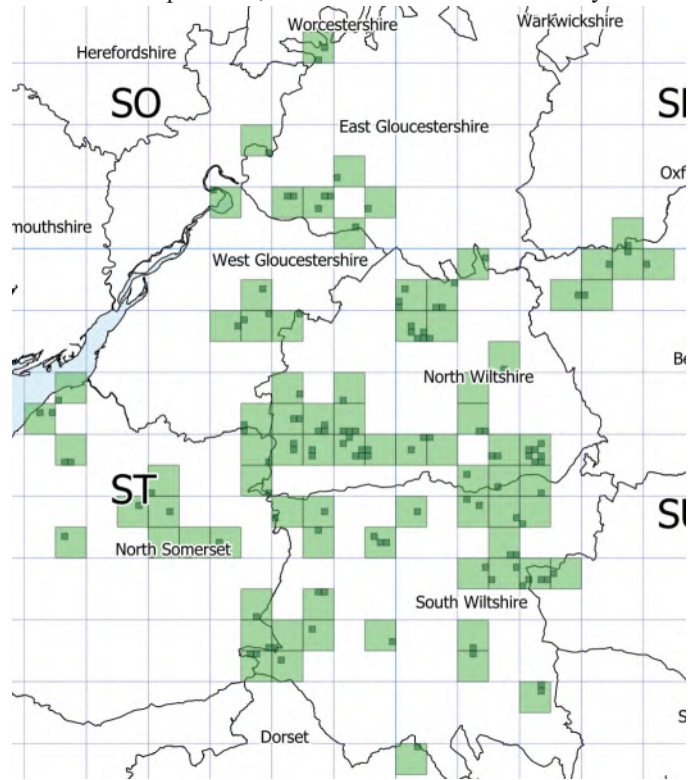 Worcestershire
Warwickshire
Herefordshire
SO
East Gloucestershire
mouthshire
West Gloucestershire
North Wiltshire
ST
North Somerset
South Wiltshire
Dorset